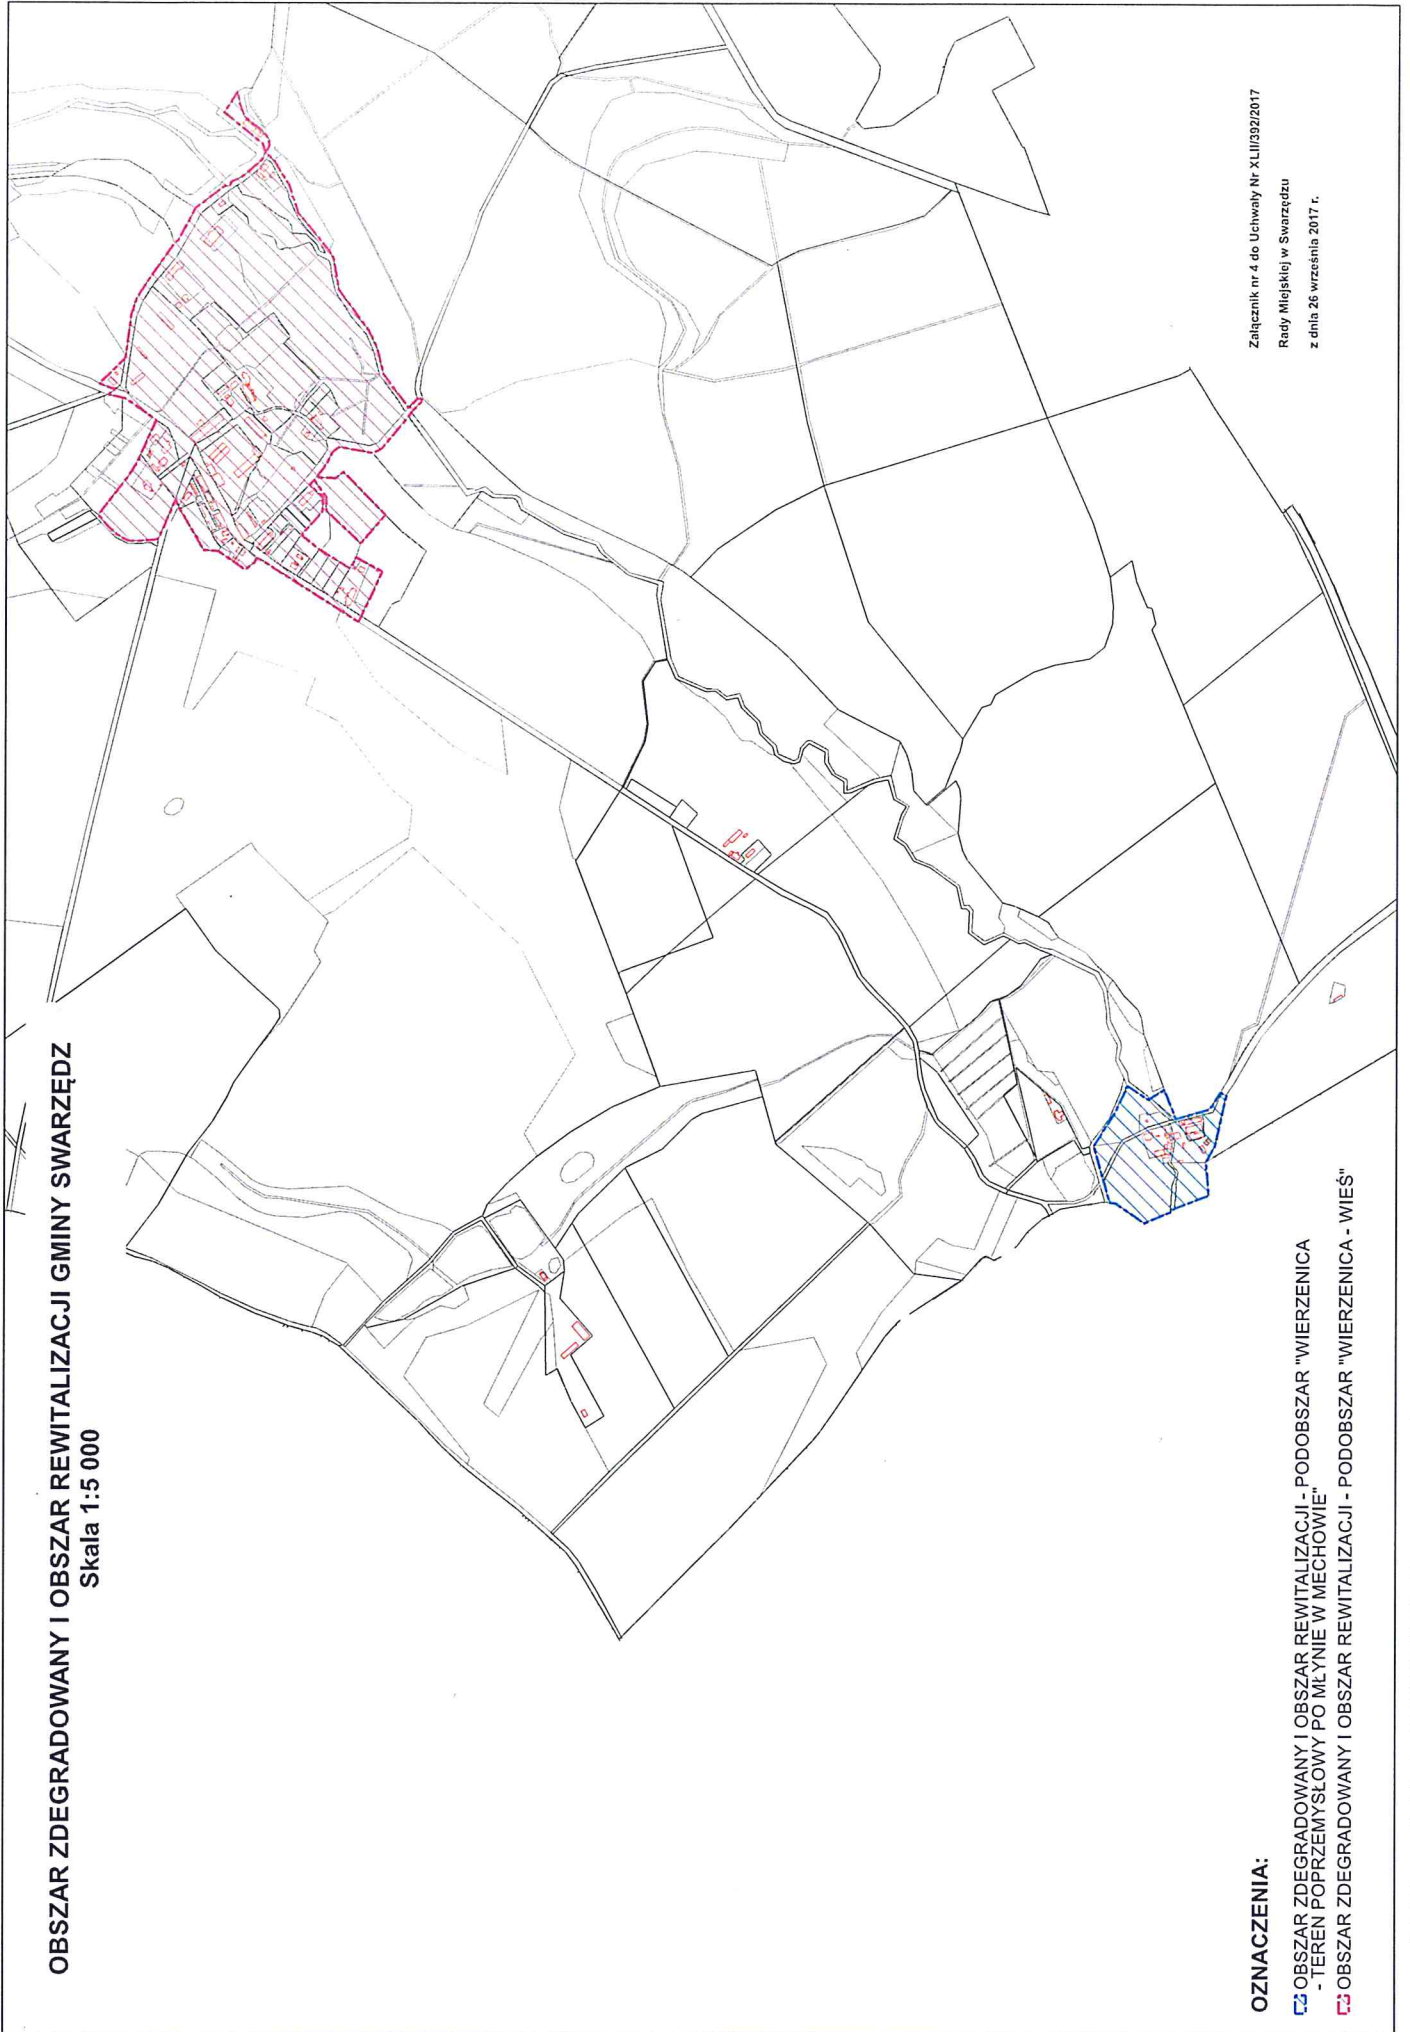 OBSZAR ZDEGRADOWANY I OBSZAR REWITALIZACJI GMINY SWARZĘDZ
Skala 1:5 000
Załącznik nr 4 do Uchwały Nr XLII/392/2017
Rady Miejskiej w Swarzędzu
z dnia 26 września 2017 r.
OZNACZENIA:
OBSZAR ZDEGRADOWANY I OBSZAR REWITALIZACJI - PODOBSZAR "WIERZENICA
- TEREN POPRZEMYSŁOWY PO MŁYNIE W MECHOWIE"
OBSZAR ZDEGRADOWANY I OBSZAR REWITALIZACJI - PODOBSZAR "WIERZENICA - WIEŚ"